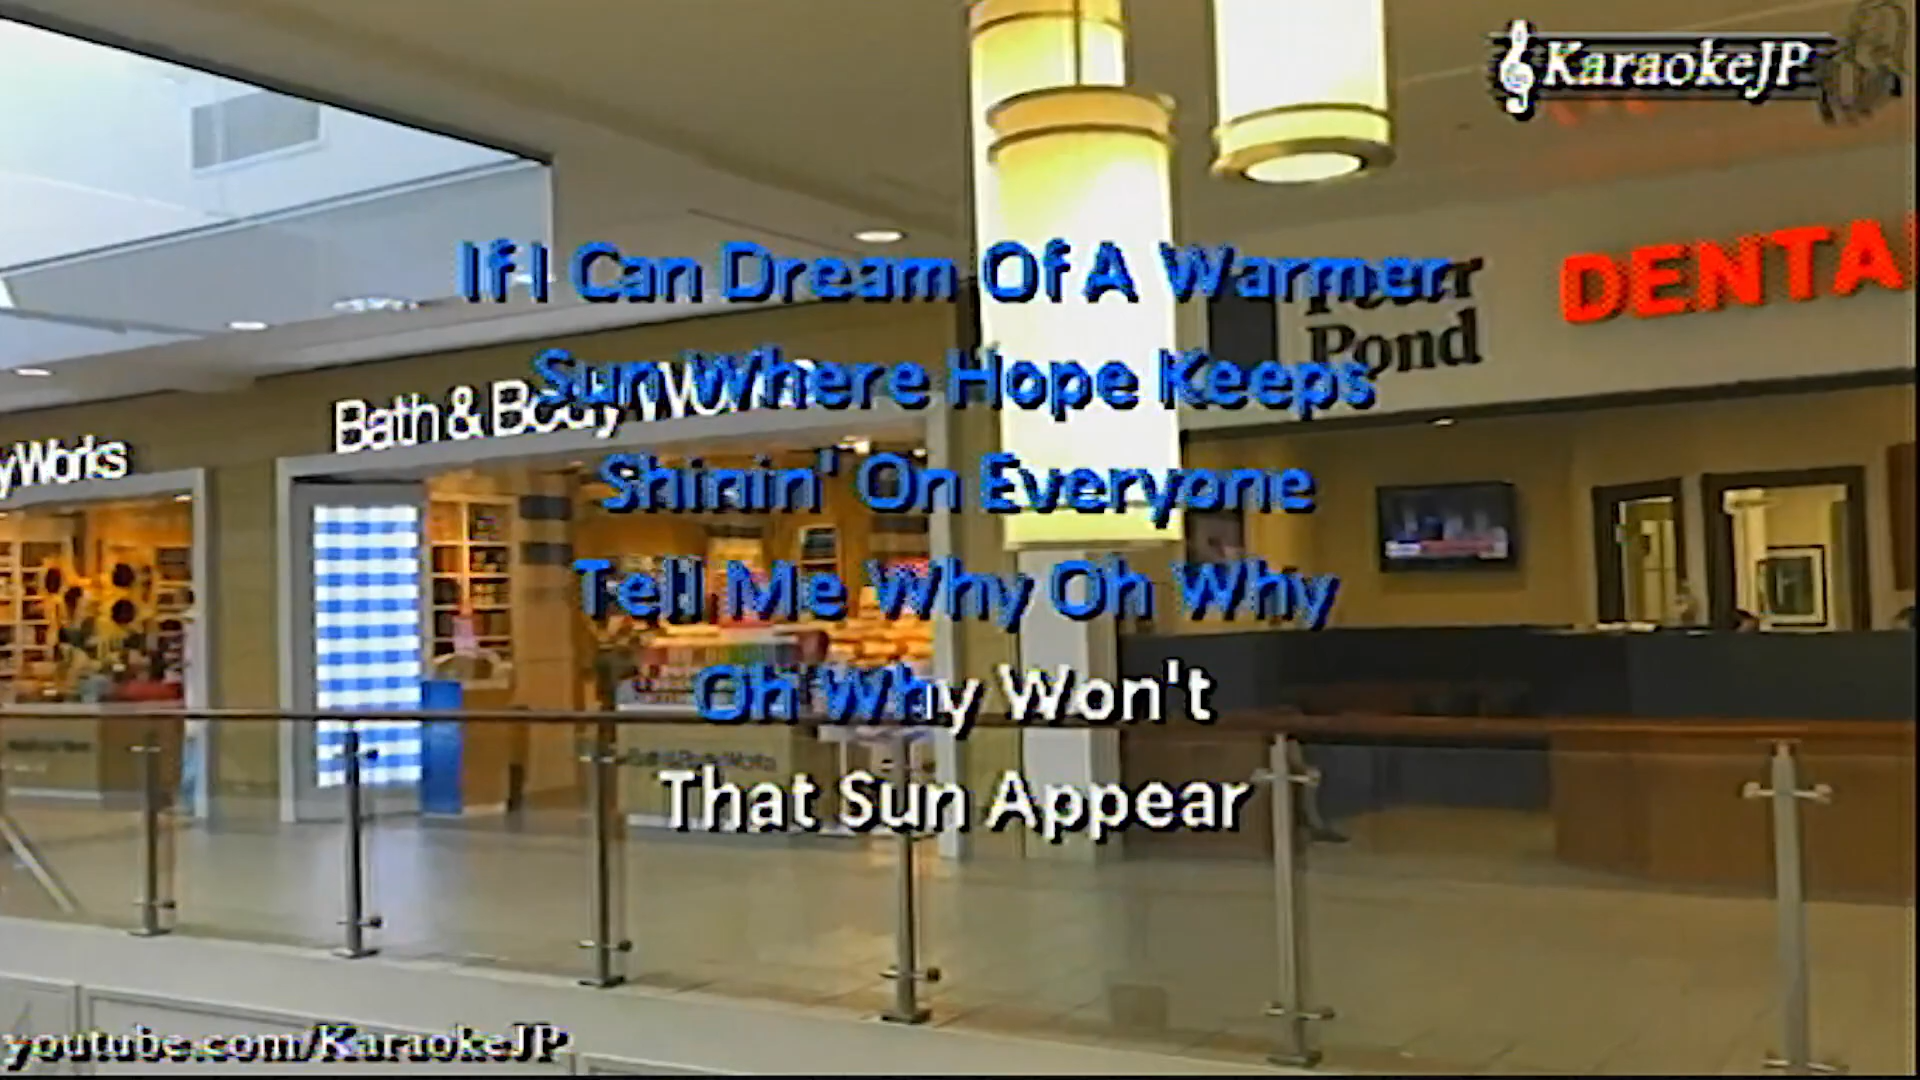 KaraokeJP
If I Can Dream Of A Warmer
Sun Where Hope Keeps
Shinin' On Everyone
Tell Me Why Oh Why
Oh Why Won't
That Sun Appear
Pond
DENTA
Bath & Body Works
yWorks
youtube.com/KaraokeJP